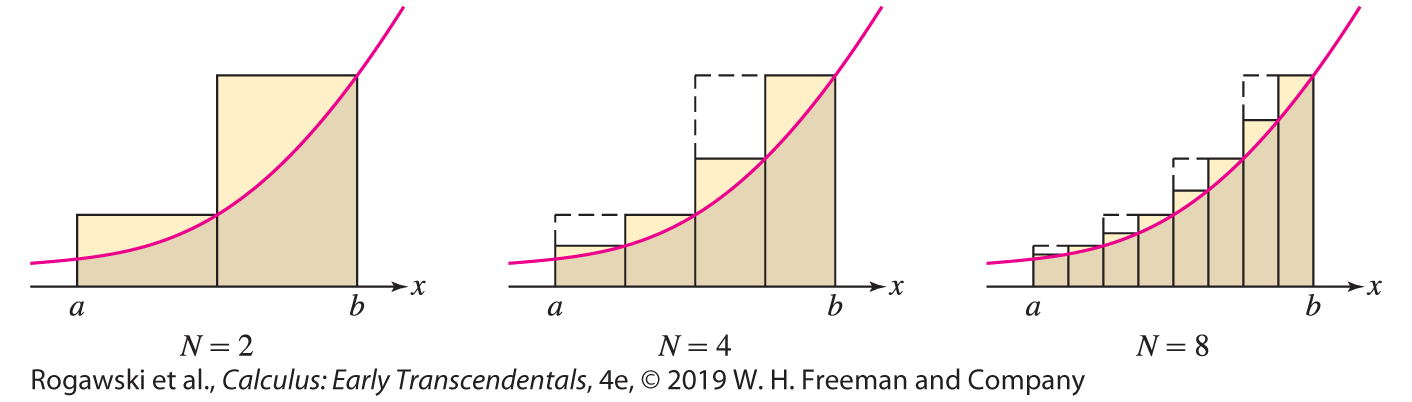 x x x
a b a b a b
N = 2 N = 4 N = 8
Rogawski et al., Calculus: Early Transcendentals, 4e, © 2019 W. H. Freeman and Company